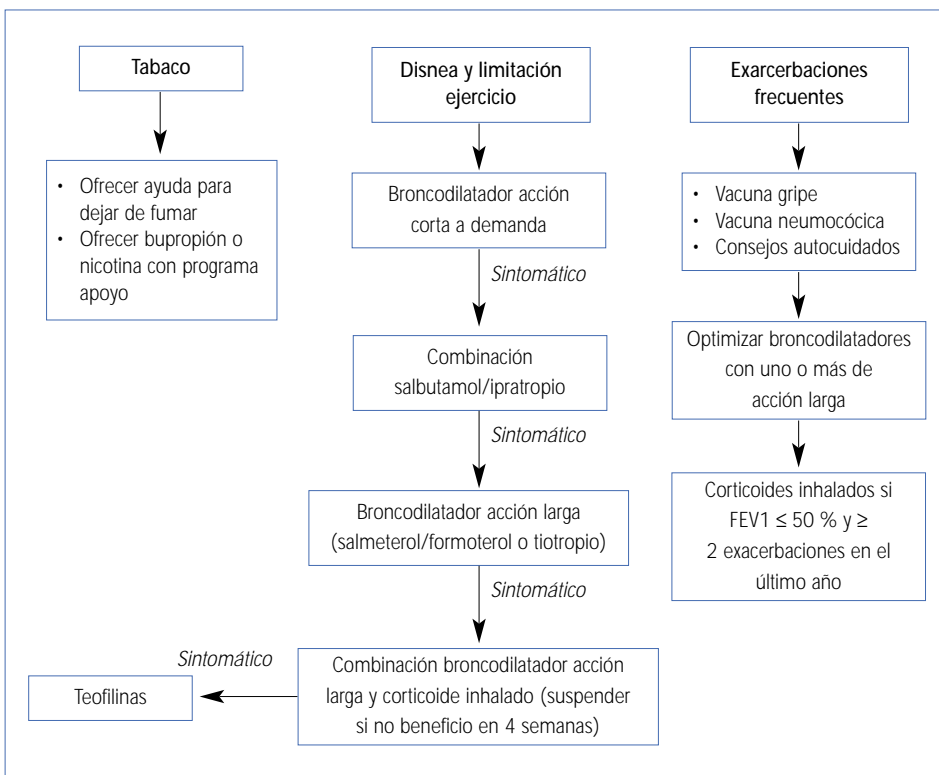 Tabaco
• Ofrecer ayuda para
dejar de fumar
• Ofrecer bupropión o
nicotina con programa
apoyo
Disnea y limitación
ejercicio
Broncodilatador acción
corta a demanda
Sintomático
Combinación
salbutamol/ipratropio
Sintomático
Broncodilatador acción larga
(salmeterol/formoterol o tiotropio)
Sintomático
Combinación broncodilatador acción
larga y corticoide inhalado (suspender
si no beneficio en 4 semanas)
Sintomático
Teofilinas
Exarcerbaciones
frecuentes
• Vacuna gripe
• Vacuna neumocócica
• Consejos autocuidados
Optimizar broncodilatadores
con uno o más de
acción larga
Corticoides inhalados si
FEV1 ≤ 50 % y ≥
2 exacerbaciones en el
último año